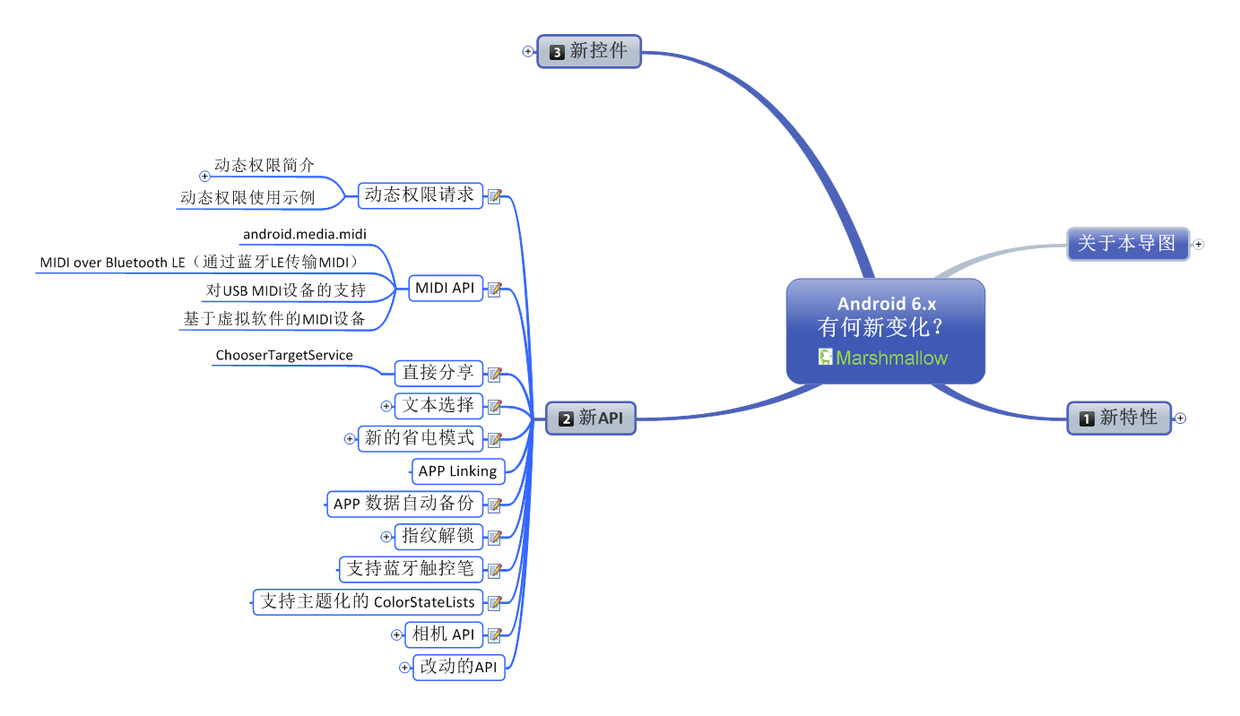 3 新控件
动态权限简介
动态权限使用示例
动态权限请求
android.media.midi
MIDI over Bluetooth LE（通过蓝牙LE传输MIDI）
对USB MIDI设备的支持
基于虚拟软件的MIDI设备
MIDI API
ChooserTargetService
直接分享
文本选择
新的省电模式
APP Linking
APP 数据自动备份
指纹解锁
支持蓝牙触控笔
支持主题化的 ColorStateLists
相机 API
改动的API
2 新API
Android 6.x
有何新变化？
Marshmallow
关于本导图
1 新特性